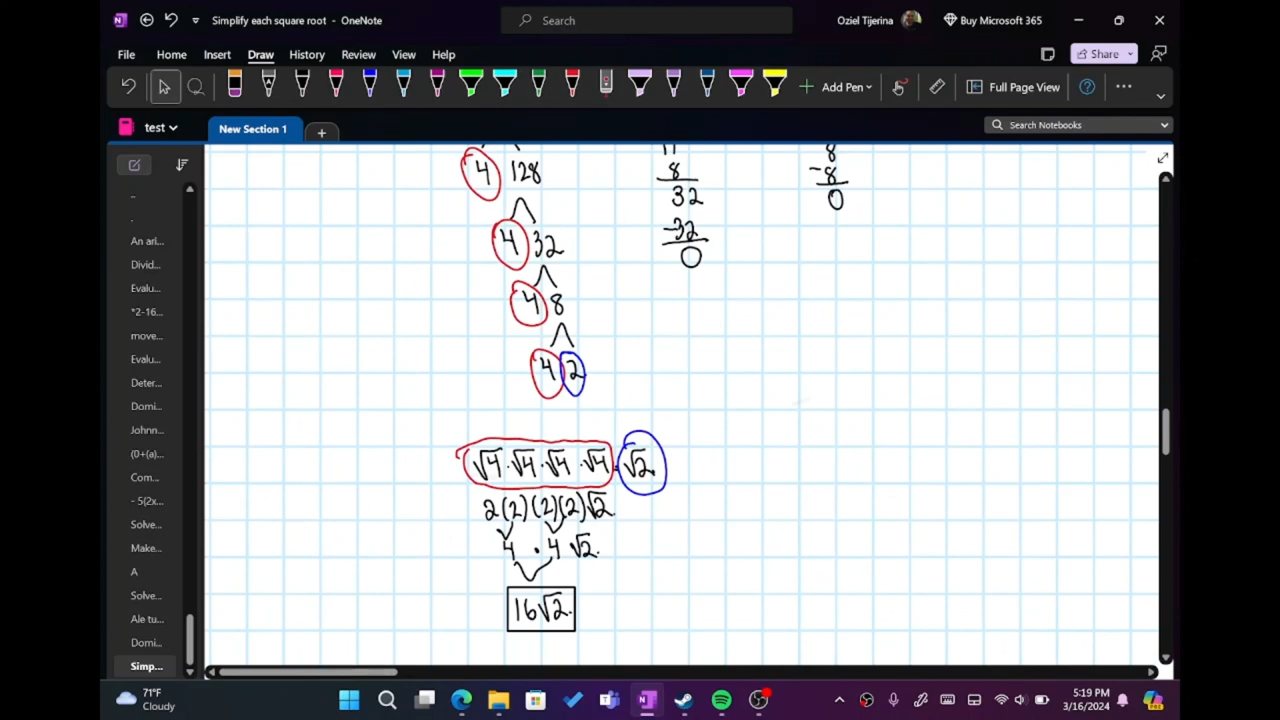 Simplify each square root - OneNote
Search
Oziel Tijerina
Buy Microsoft 365
File Home Insert Draw History Review View Help
Share
Add Pen
Full Page View
test
New Section 1
Search Notebooks
An ari...
Divid...
Evalu...
*2-16...
move...
Evalu...
Deter...
Domi...
Johnn...
(0+(a)...
Com...
- 5(2x...
Solve...
Make...
A
Solve...
Ale tu...
Domi...
Simp...
4 128
4 32
4 8
4 2
8
32
-32
0
8
-8
0
√4 · √4 · √4 · √4 · √2
2(2)(2)(2)√2
4 · 4√2
16√2
71°F
Cloudy
5:19 PM
3/16/2024